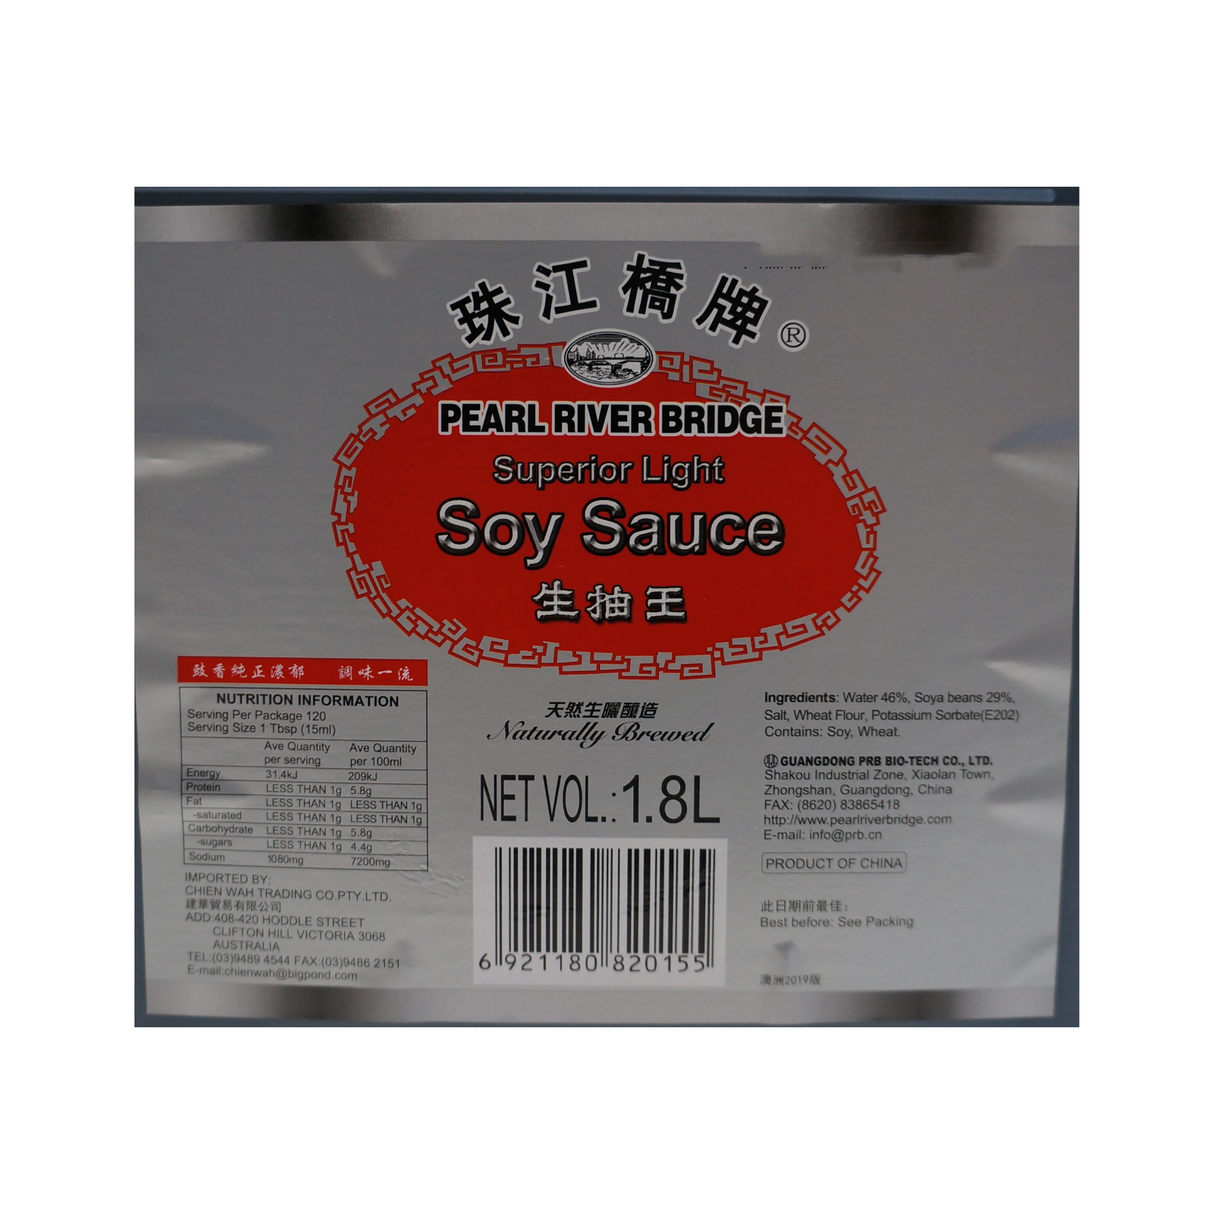 珠江橋牌®
PEARL RIVER BRIDGE
Superior Light
Soy Sauce
生抽王
豉香純正濃郁 調味一流
NUTRITION INFORMATION
Serving Per Package 120
Serving Size 1 Tbsp (15ml)
Ave Quantity per serving Ave Quantity per 100ml
Energy 31.4kJ 209kJ
Protein LESS THAN 1g 5.8g
Fat LESS THAN 1g LESS THAN 1g
-saturated LESS THAN 1g LESS THAN 1g
Carbohydrate LESS THAN 1g 5.8g
-sugars LESS THAN 1g 4.4g
Sodium 1080mg 7200mg
IMPORTED BY:
CHIEN WAH TRADING CO.PTY.LTD.
建華貿易有限公司
ADD:408-420 HODDLE STREET
CLIFTON HILL VICTORIA 3068
AUSTRALIA
TEL:(03)9489 4544 FAX:(03)9486 2151
E-mail:chienwah@bigpond.com
天然生曬釀造
Naturally Brewed
NET VOL.:1.8L
6 921180 820155
Ingredients: Water 46%, Soya beans 29%,
Salt, Wheat Flour, Potassium Sorbate(E202)
Contains: Soy, Wheat.
GUANGDONG PRB BIO-TECH CO., LTD.
Shakou Industrial Zone, Xiaolan Town,
Zhongshan, Guangdong, China
FAX: (8620) 83865418
http://www.pearlriverbridge.com
E-mail: info@prb.cn
PRODUCT OF CHINA
此日期前最佳:
Best before: See Packing
澳洲2019版